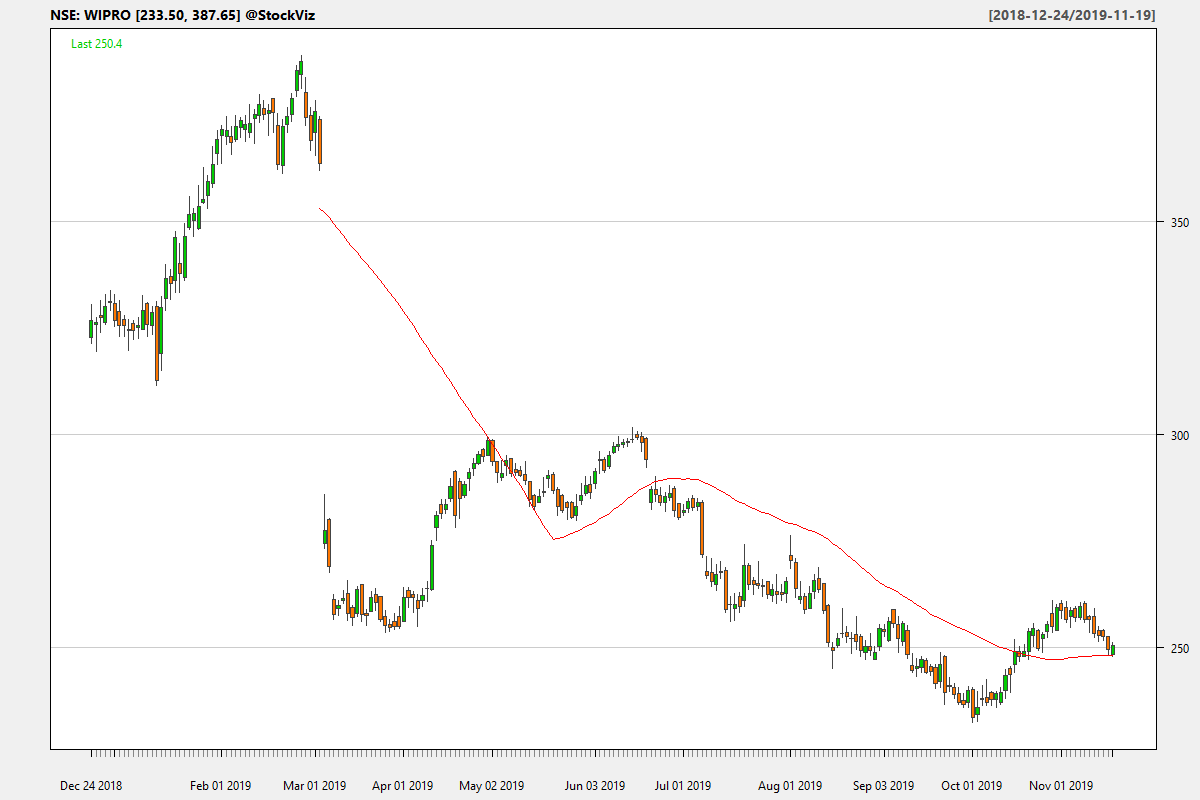 NSE: WIPRO [233.50, 387.65] @StockViz [2018-12-24/2019-11-19]
Last 250.4
350
300
250
Dec 24 2018 Feb 01 2019 Mar 01 2019 Apr 01 2019 May 02 2019 Jun 03 2019 Jul 01 2019 Aug 01 2019 Sep 03 2019 Oct 01 2019 Nov 01 2019